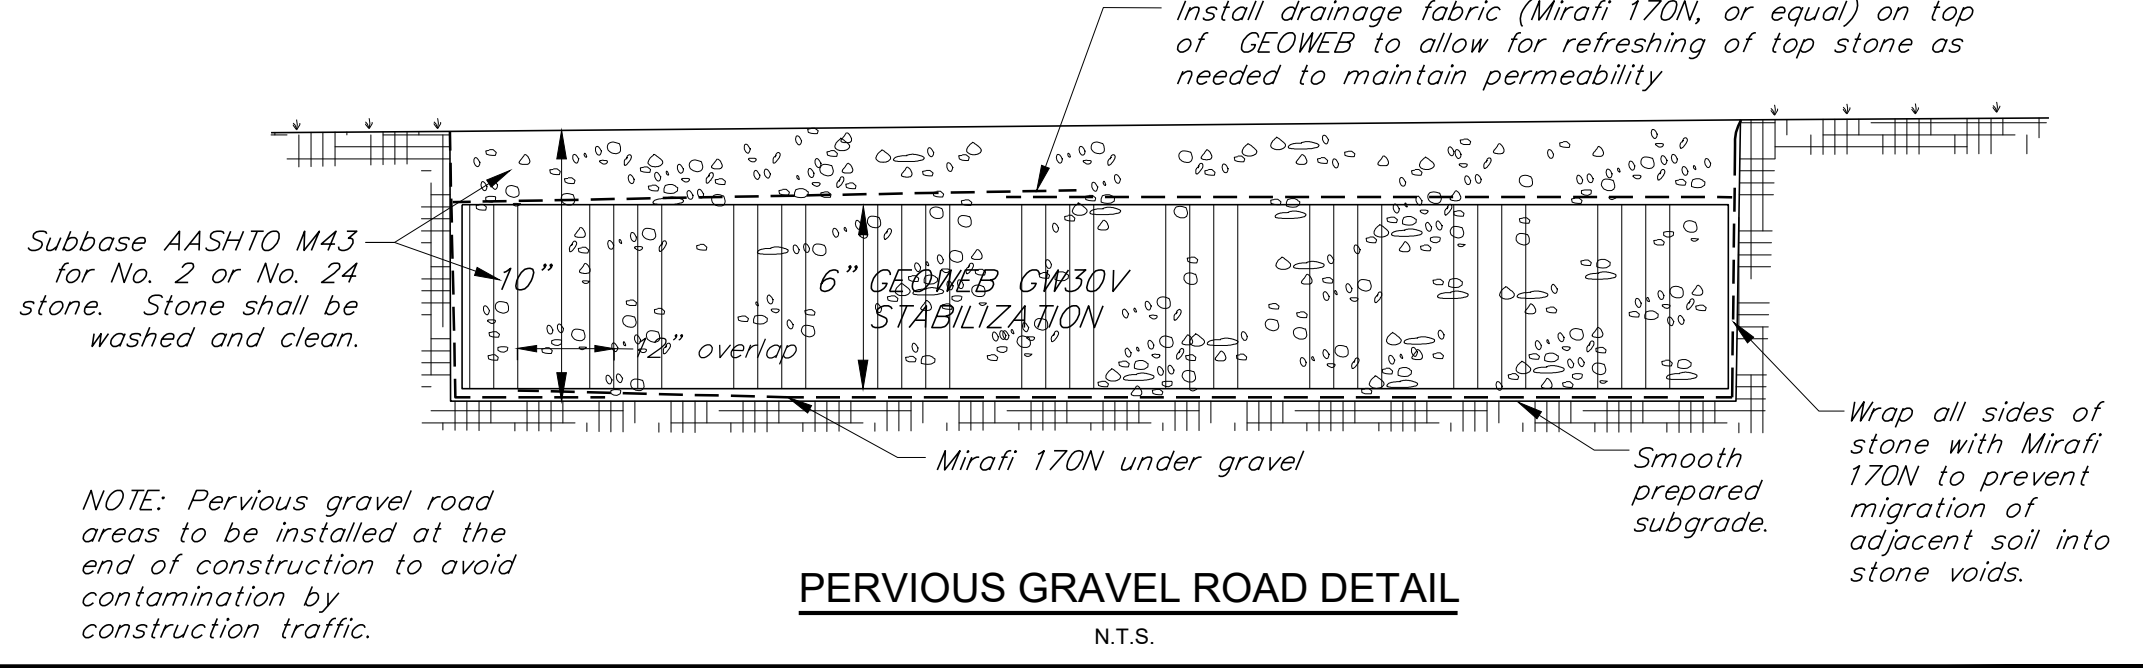 Install drainage fabric (Mirafi 170N, or equal) on top
of GEOWEB to allow for refreshing of top stone as
needed to maintain permeability
Subbase AASHTO M43
for No. 2 or No. 24
stone. Stone shall be
washed and clean.
10”
6” GEOWEB GW30V
STABILIZATION
12” overlap
Mirafi 170N under gravel
Smooth
prepared
subgrade.
Wrap all sides of
stone with Mirafi
170N to prevent
migration of
adjacent soil into
stone voids.
NOTE: Pervious gravel road
areas to be installed at the
end of construction to avoid
contamination by
construction traffic.
PERVIOUS GRAVEL ROAD DETAIL
N.T.S.